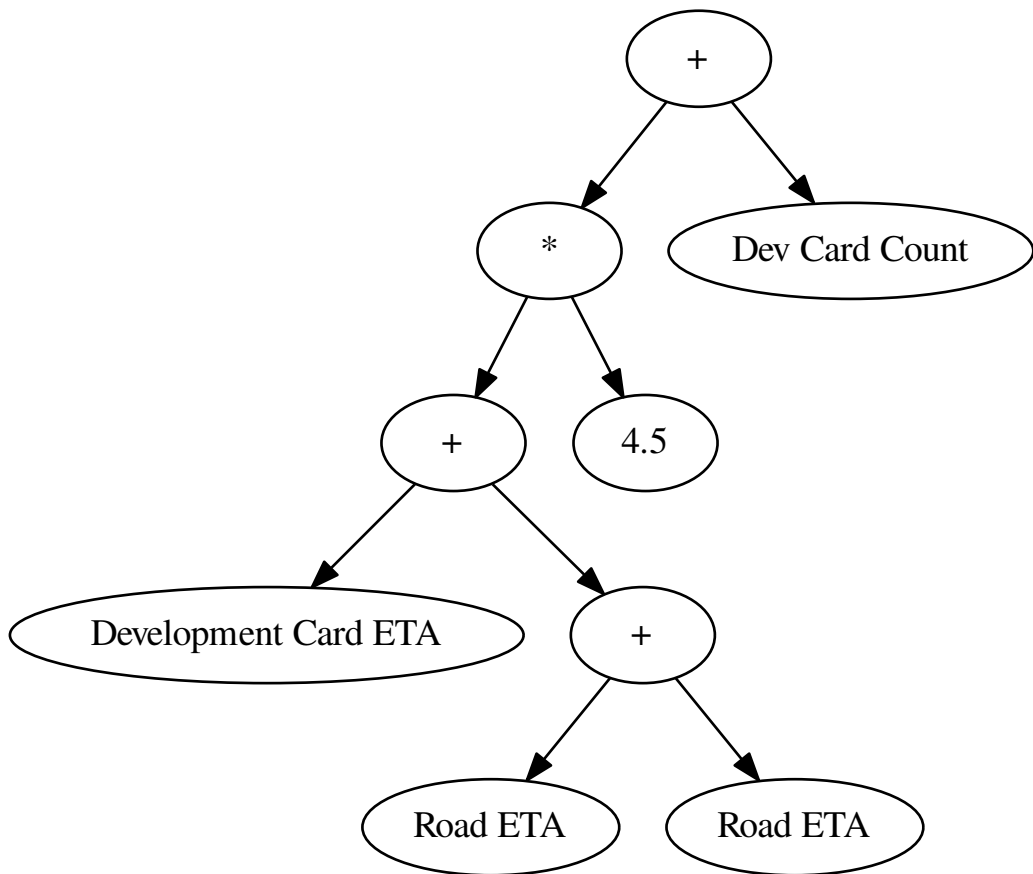 +
*
Dev Card Count
+
4.5
Development Card ETA
+
Road ETA
Road ETA